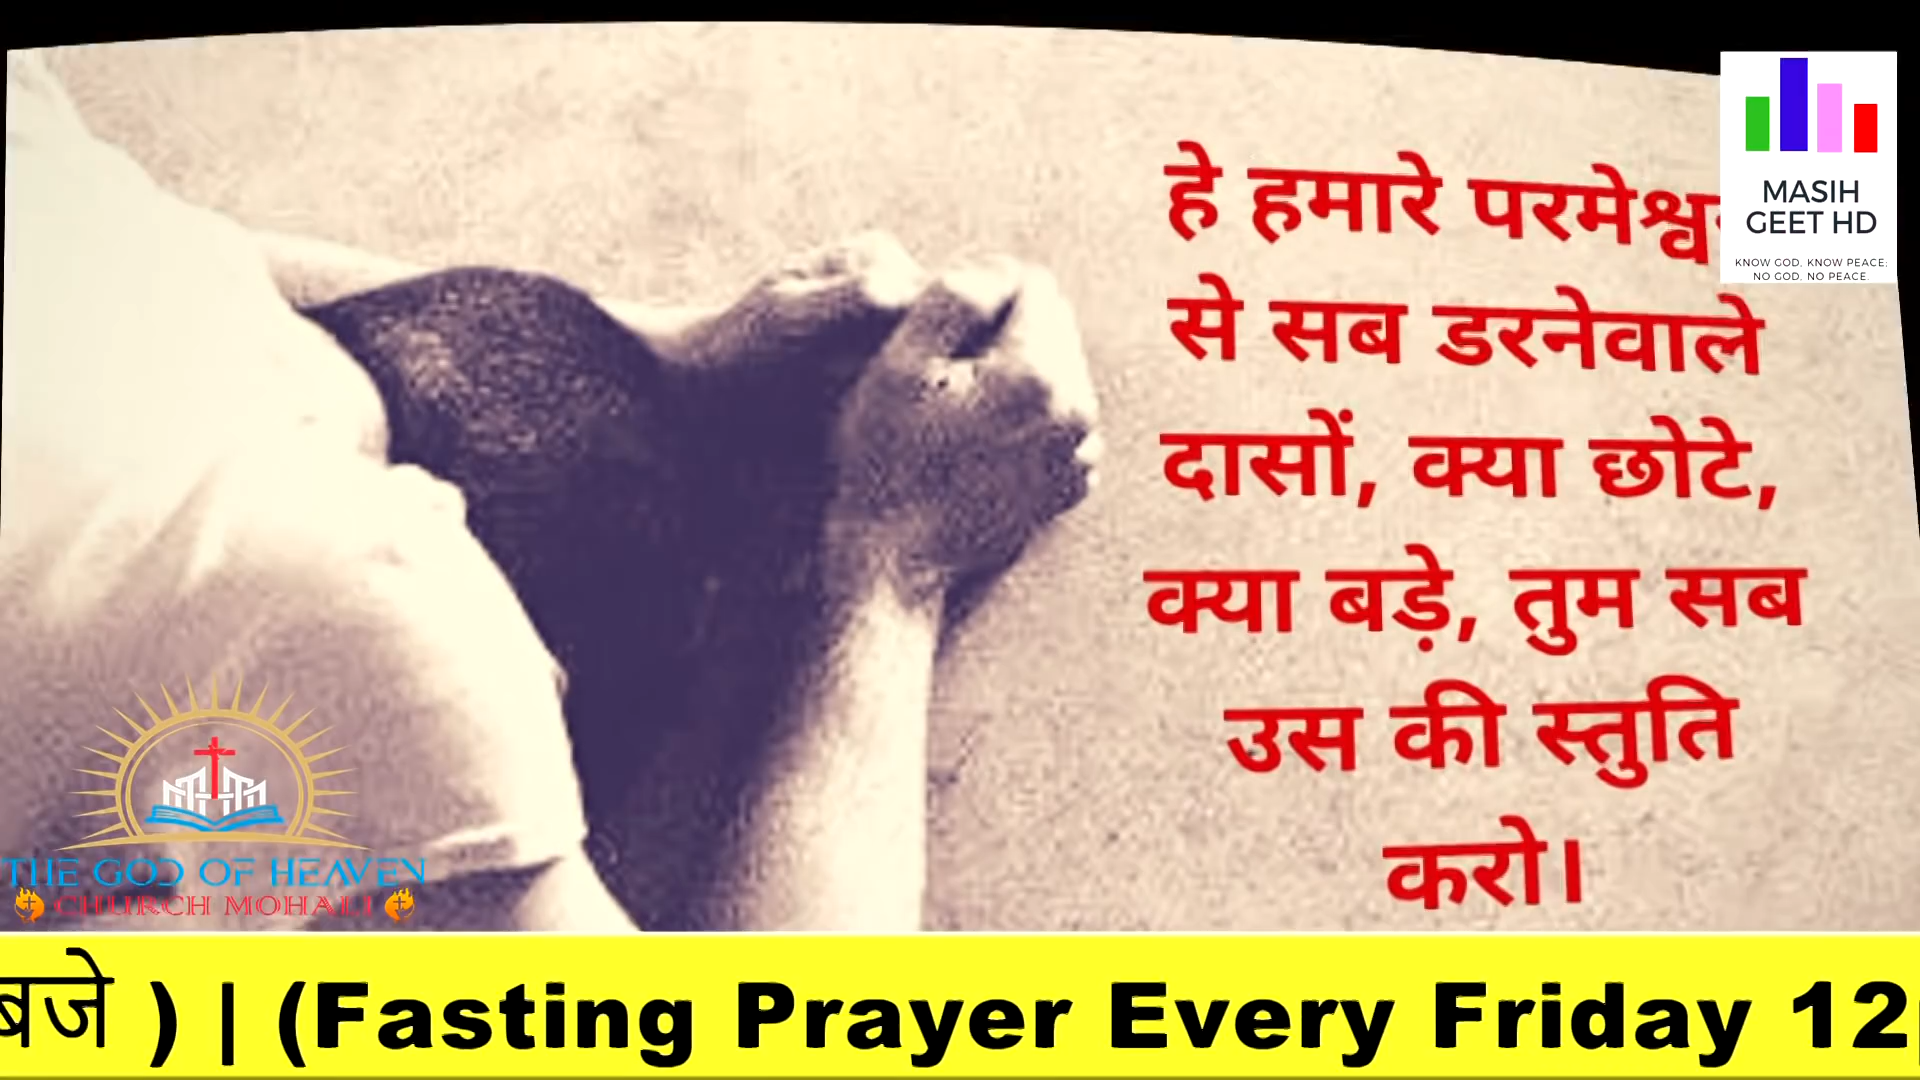 हे हमारे
से सब डरनेवाले
दासों, क्या छोटे,
क्या बड़े, तुम सब
उस की स्तुति
करो।
MASIH
GEET HD
KNOW GOD, KNOW PEACE;
NO GOD, NO PEACE.
THE GOD OF HEAVEN
CHURCH MOHALI
बजे ) | (Fasting Prayer Every Friday 12